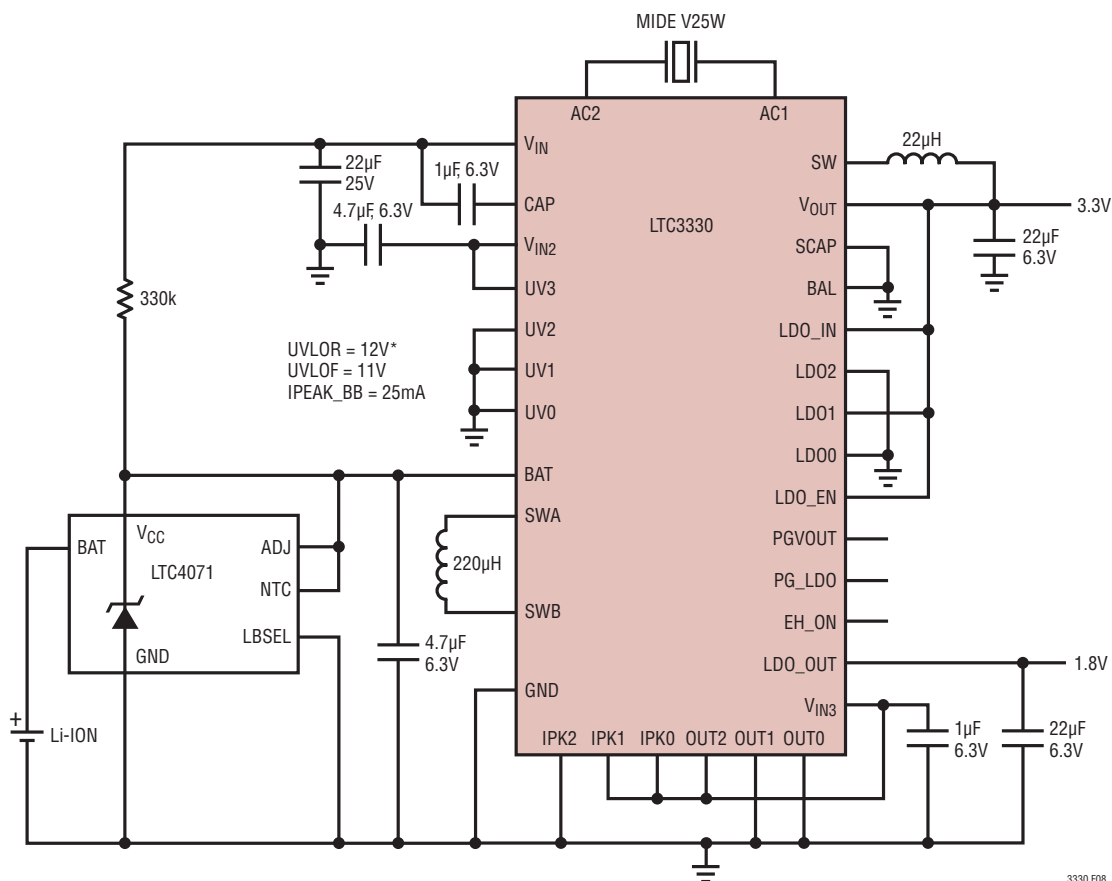 MIDE V25W
AC2
AC1
VIN
22µF
25V
1µF, 6.3V
CAP
4.7µF, 6.3V
VIN2
UV3
330k
UV2
UV1
UV0
UVLOR = 12V*
UVLOF = 11V
IPEAK_BB = 25mA
LTC3330
SW
22µH
VOUT
3.3V
22µF
6.3V
SCAP
BAL
LDO_IN
LDO2
LDO1
LDO0
LDO_EN
PGVOUT
PG_LDO
EH_ON
LDO_OUT
1.8V
VIN3
1µF
6.3V
22µF
6.3V
BAT
SWA
220µH
SWB
GND
BAT
VCC
ADJ
LTC4071
NTC
LBSEL
GND
4.7µF
6.3V
+
Li-ION
IPK2
IPK1
IPK0
OUT2
OUT1
OUT0
3330 F08